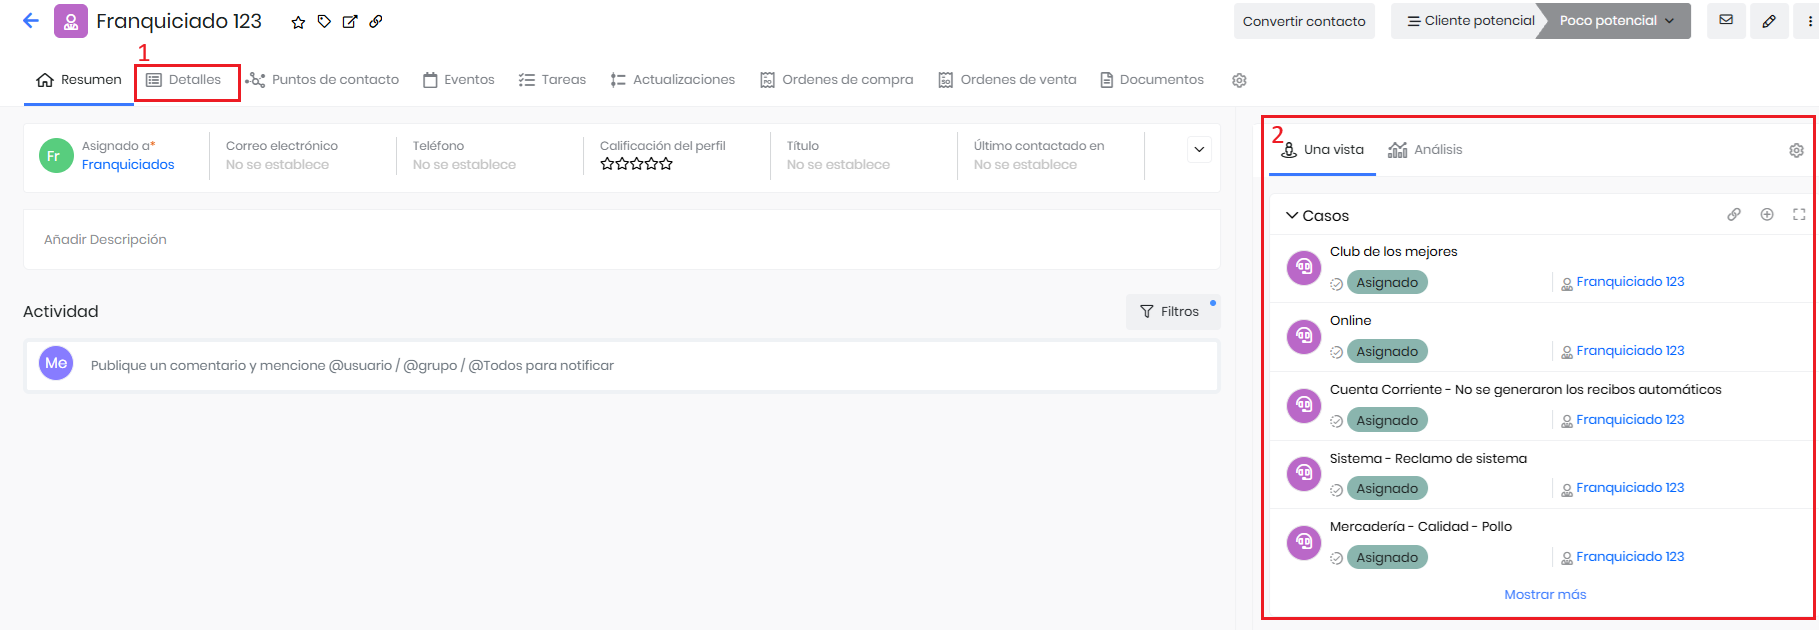 Franquiciado 123
Convertir contacto
Cliente potencial
Poco potencial
1
Resumen
Detalles
Puntos de contacto
Eventos
Tareas
Actualizaciones
Ordenes de compra
Ordenes de venta
Documentos
Fr
Asignado a*
Franquiciados
Correo electrónico
No se establece
Teléfono
No se establece
Calificación del perfil
Título
No se establece
Último contactado en
No se establece
Añadir Descripción
Actividad
Filtros
Me
Publique un comentario y mencione @usuario / @grupo / @Todos para notificar
2
Una vista
Análisis
Casos
Club de los mejores
Asignado
Franquiciado 123
Online
Asignado
Franquiciado 123
Cuenta Corriente - No se generaron los recibos automáticos
Asignado
Franquiciado 123
Sistema - Reclamo de sistema
Asignado
Franquiciado 123
Mercadería - Calidad - Pollo
Asignado
Franquiciado 123
Mostrar más